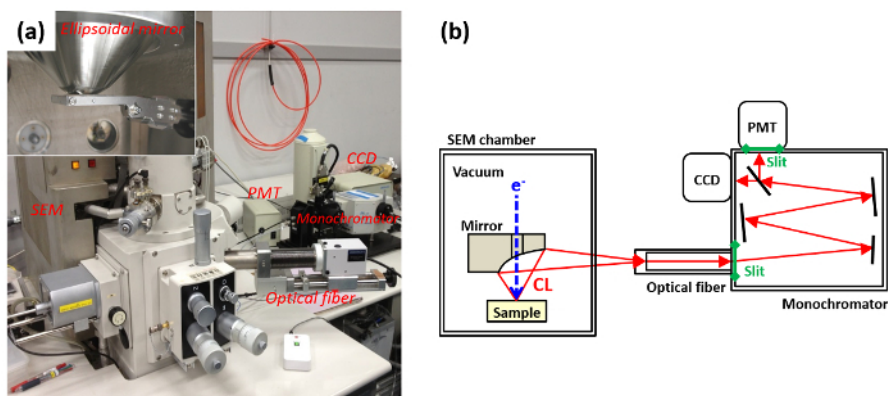 (a)
Ellipsoidal mirror
CCD
PMT
SEM
Monochromator
Optical fiber
(b)
PMT
SEM chamber
Slit
CCD
Vacuum
e-
Mirror
CL
Slit
Optical fiber
Sample
Monochromator